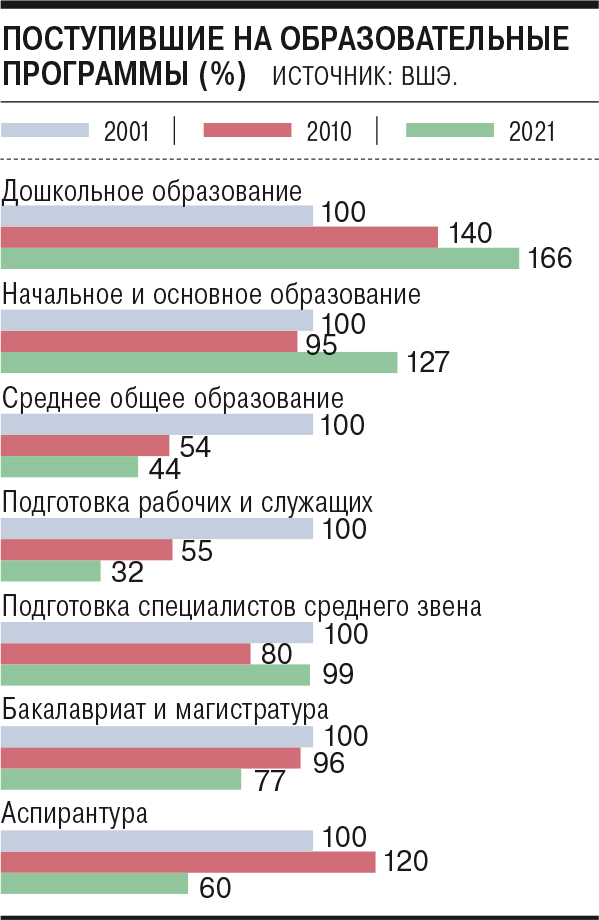 ПОСТУПИВШИЕ НА ОБРАЗОВАТЕЛЬНЫЕ
ПРОГРАММЫ (%) ИСТОЧНИК: ВШЭ.
2001 2010 2021
Дошкольное образование
100
140
166
Начальное и основное образование
100
95
127
Среднее общее образование
100
54
44
Подготовка рабочих и служащих
100
55
32
Подготовка специалистов среднего звена
100
80
99
Бакалавриат и магистратура
100
96
77
Аспирантура
100
120
60